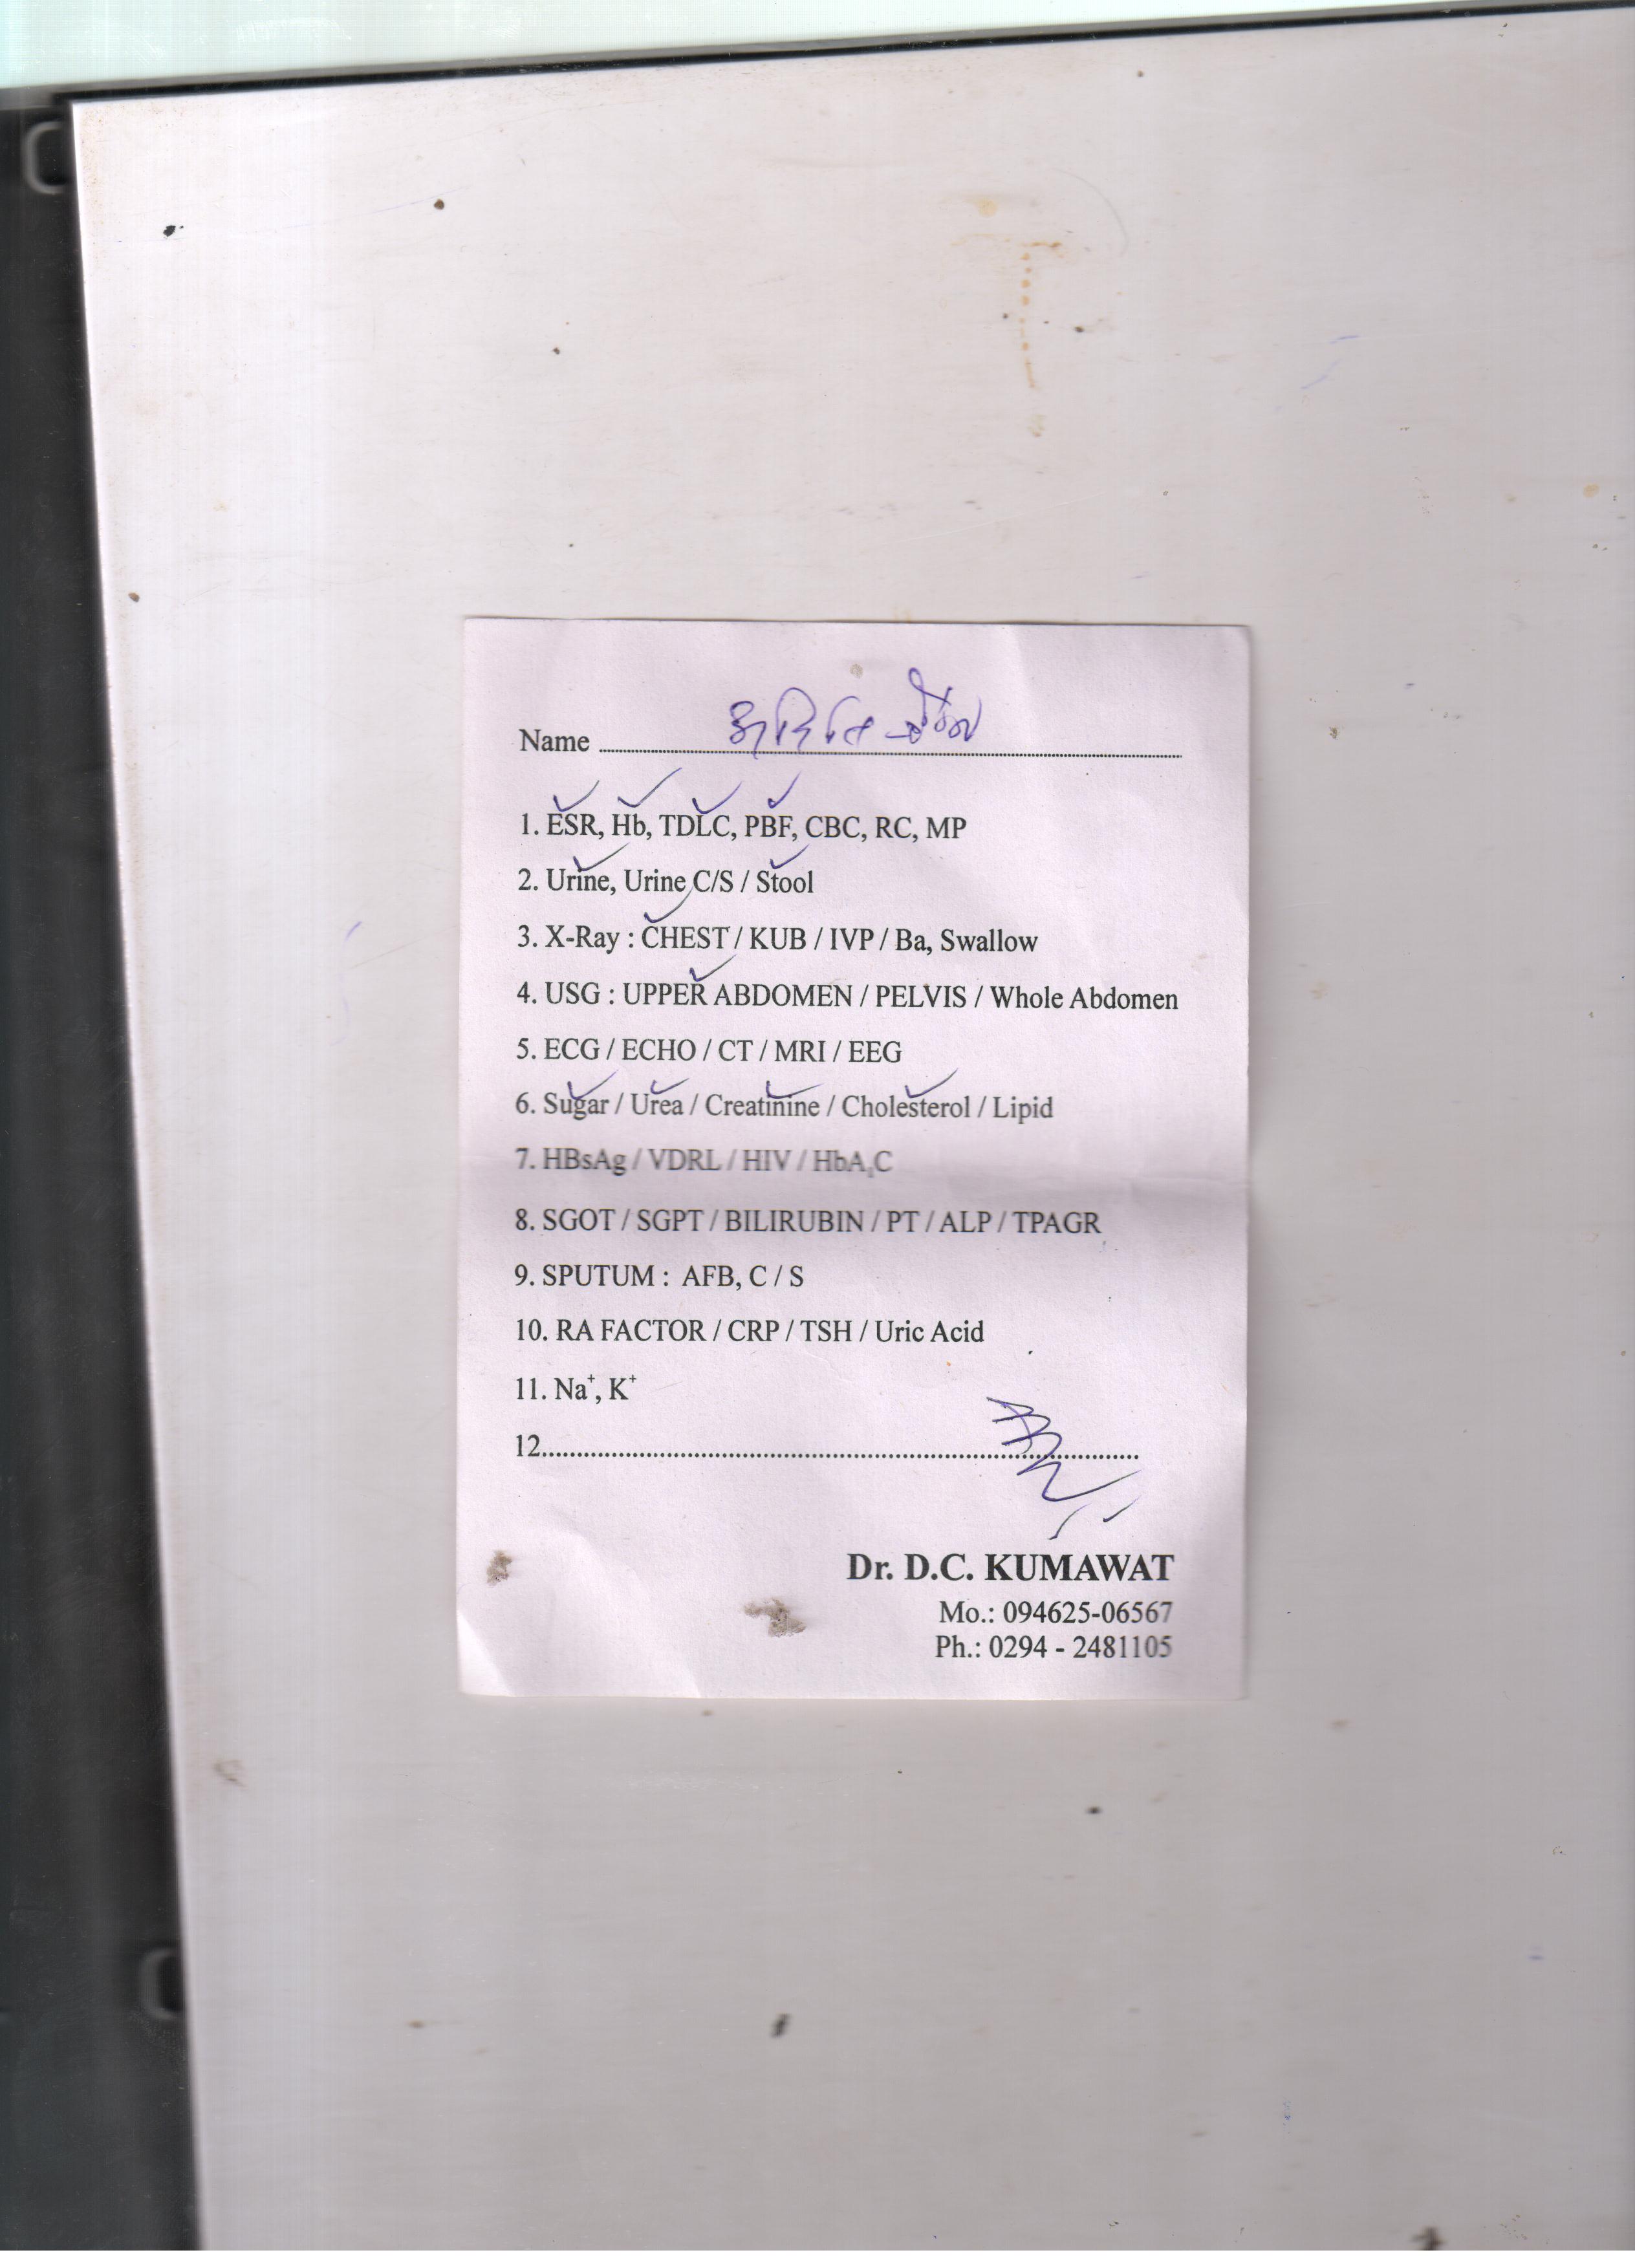 Name
1. ESR, Hb, TDLC, PBF, CBC, RC, MP
2. Urine, Urine C/S / Stool
3. X-Ray : CHEST / KUB / IVP / Ba, Swallow
4. USG : UPPER ABDOMEN / PELVIS / Whole Abdomen
5. ECG / ECHO / CT / MRI / EEG
6. Sugar / Urea / Creatinine / Cholesterol / Lipid
7. HBsAg / VDRL / HIV / HbA₁C
8. SGOT / SGPT / BILIRUBIN / PT / ALP / TPAGR
9. SPUTUM : AFB, C / S
10. RA FACTOR / CRP / TSH / Uric Acid
11. Na⁺, K⁺
12
Dr. D.C. KUMAWAT
Mo.: 094625-06567
Ph.: 0294 - 2481105